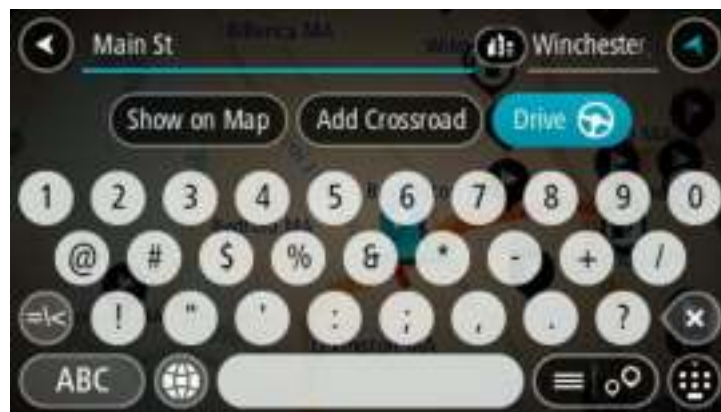 Main St Winchester
Show on Map Add Crossroad Drive
1 2 3 4 5 6 7 8 9 0
@ # $ % & * - + /
=\< ! " ' : ; , . ?
ABC